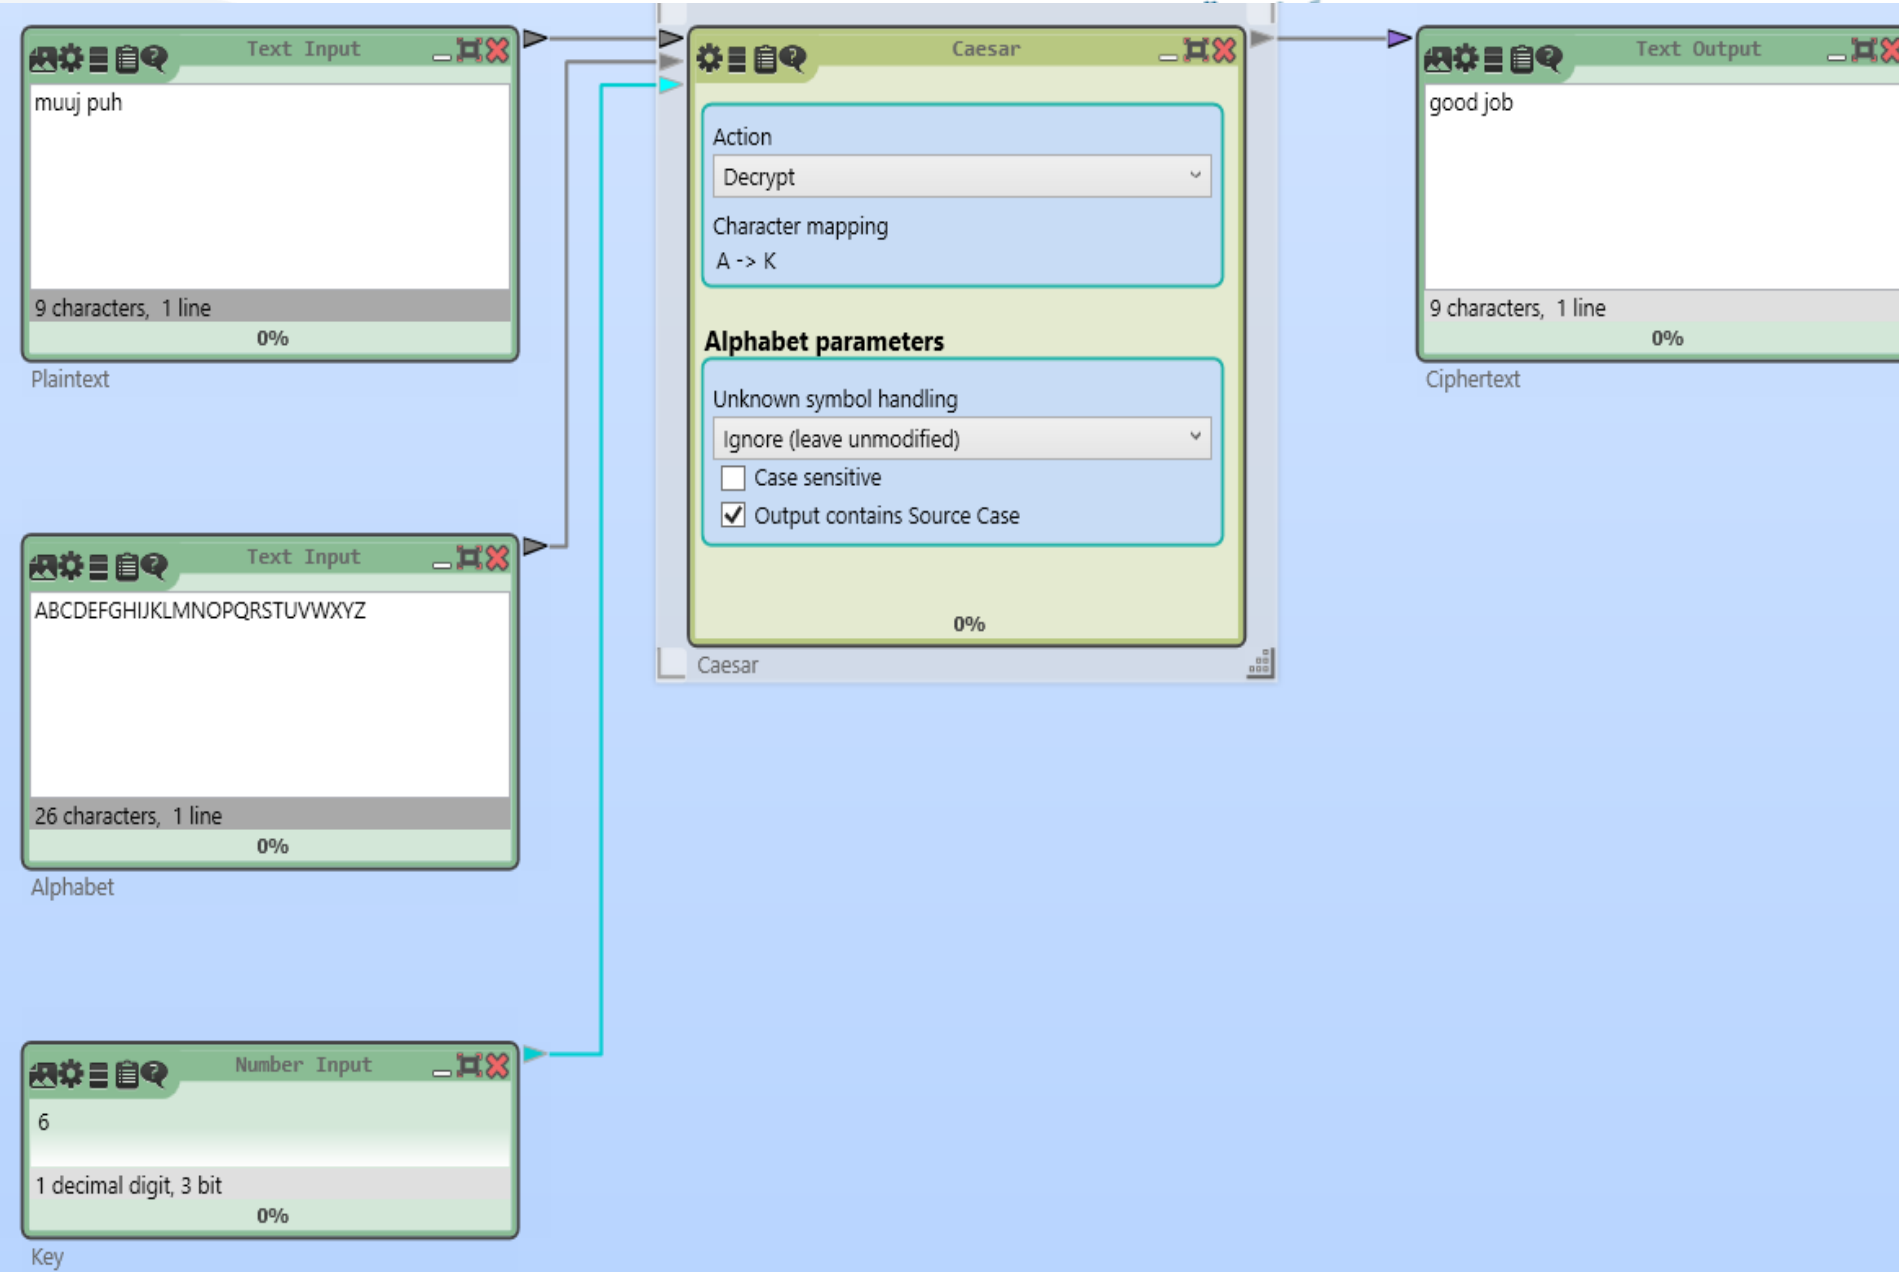 Text Input
muuj puh
9 characters,  1 line
0%
Plaintext
Text Input
ABCDEFGHIJKLMNOPQRSTUVWXYZ
26 characters,  1 line
0%
Alphabet
Number Input
6
1 decimal digit, 3 bit
0%
Key
Caesar
Action
Decrypt
Character mapping
A -> K
Alphabet parameters
Unknown symbol handling
Ignore (leave unmodified)
Case sensitive
Output contains Source Case
0%
Caesar
Text Output
good job
9 characters,  1 line
0%
Ciphertext